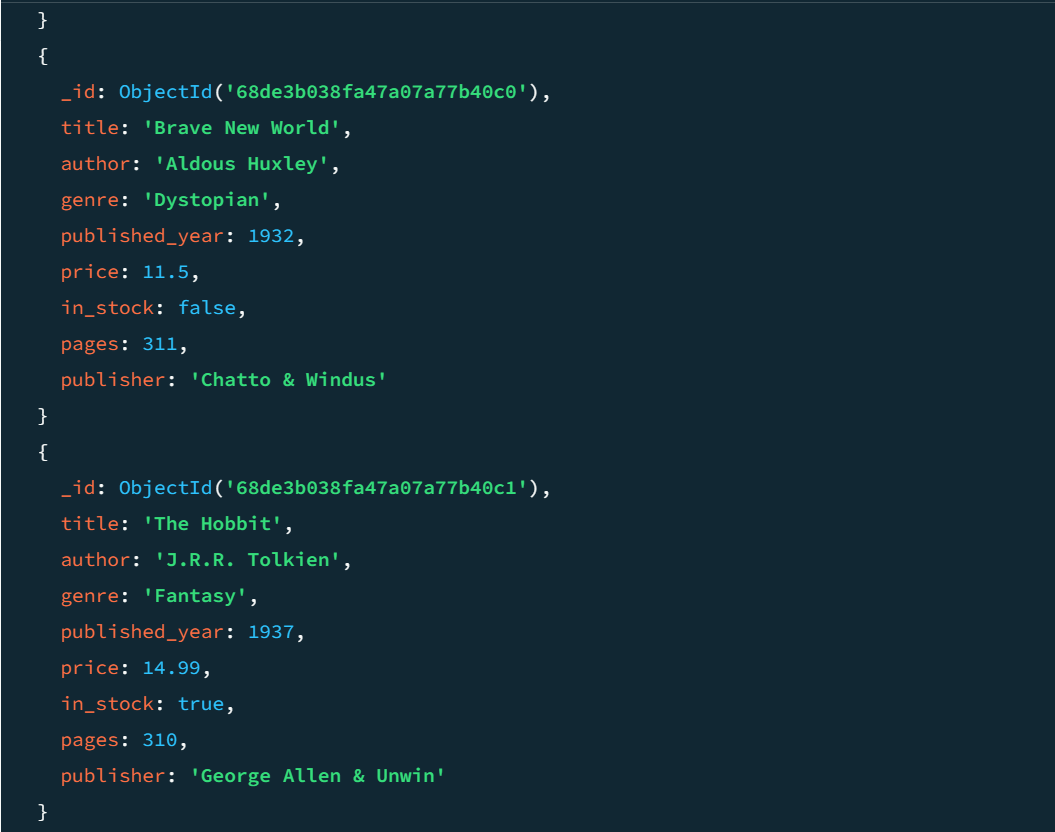 }
{
_id: ObjectId('68de3b038fa47a07a77b40c0'),
title: 'Brave New World',
author: 'Aldous Huxley',
genre: 'Dystopian',
published_year: 1932,
price: 11.5,
in_stock: false,
pages: 311,
publisher: 'Chatto & Windus'
}
{
_id: ObjectId('68de3b038fa47a07a77b40c1'),
title: 'The Hobbit',
author: 'J.R.R. Tolkien',
genre: 'Fantasy',
published_year: 1937,
price: 14.99,
in_stock: true,
pages: 310,
publisher: 'George Allen & Unwin'
}